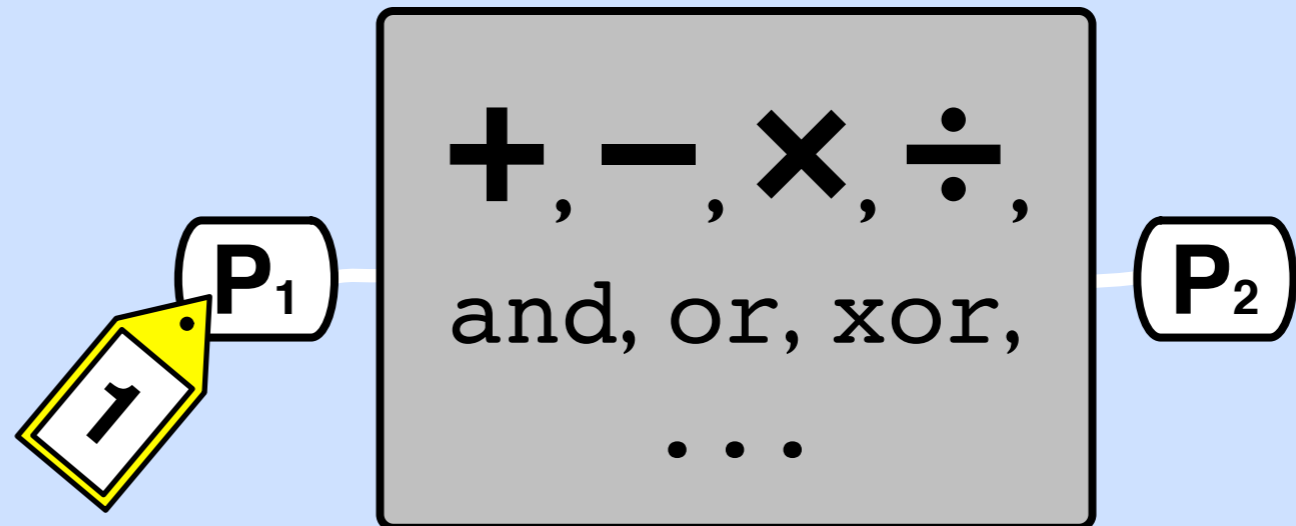 +, −, ×, ÷,
P₁
P₂
and, or, xor,
1
...